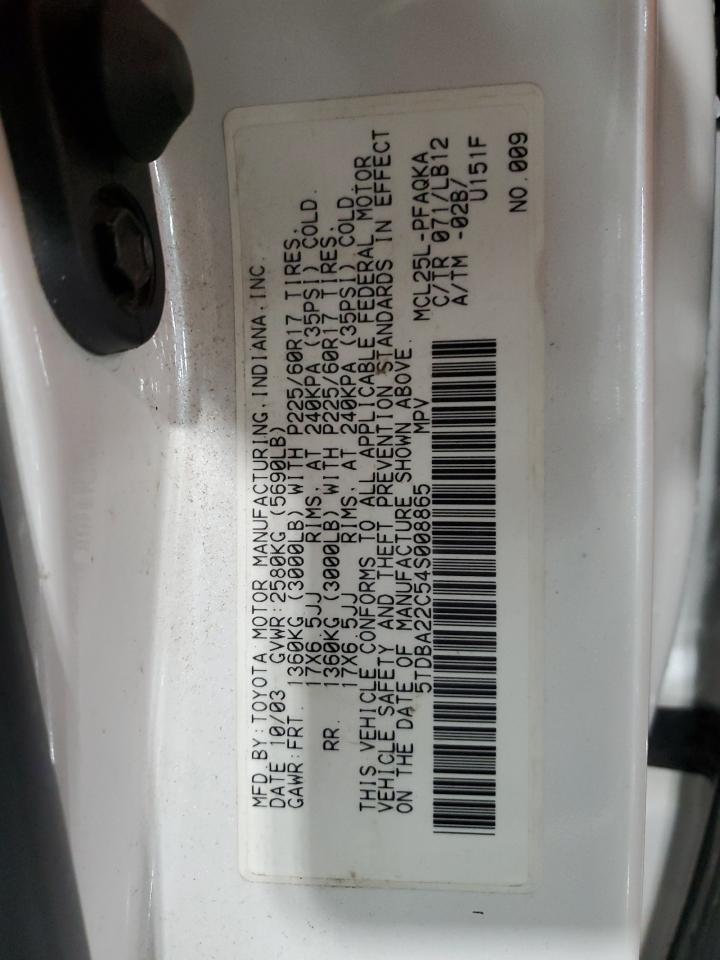 MFD.BY:TOYOTA MOTOR MANUFACTURING,INDIANA,INC.
DATE 10/03 GVWR:2580KG (5690LB)
GAWR:FRT. 1360KG (3000LB) WITH P225/60R17 TIRES,
17X6.5JJ RIMS, AT 240KPA (35PSI) COLD.
RR. 1360KG (3000LB) WITH P225/60R17 TIRES,
17X6.5JJ RIMS, AT 240KPA (35PSI) COLD.
THIS VEHICLE CONFORMS TO ALL APPLICABLE FEDERAL MOTOR
VEHICLE SAFETY AND THEFT PREVENTION STANDARDS IN EFFECT
ON THE DATE OF MANUFACTURE SHOWN ABOVE.
5TDBA22C54S008865 MPV
MCL25L-PFAQKA
C/TR 071/LB12
A/TM -02B/
U151F
NO.009